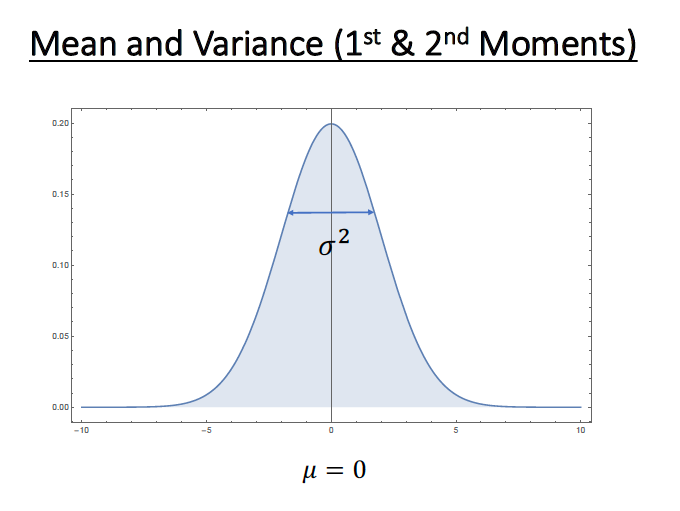 Mean and Variance (1st & 2nd Moments)
0.20
0.15
σ²
0.10
0.05
0.00
-10 -5 0 5 10
μ = 0